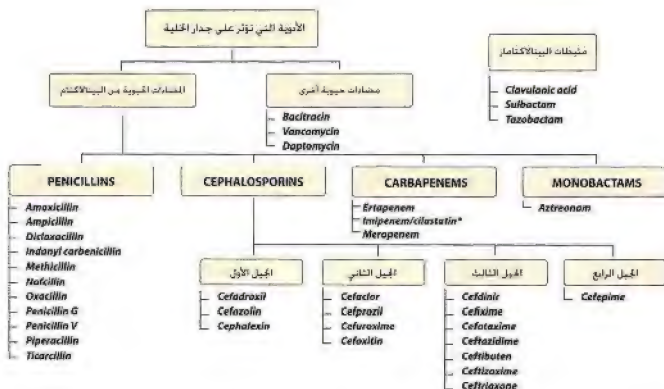 الأدوية التي تؤثر على جدار الخلية
مثبطات البيتالاكتاماز
المضادات الحيوية من البيتالاكتام
مضادات حيوية أخرى
Clavulanic acid
Sulbactam
Tazobactam
Bacitracin
Vancomycin
Daptomycin
PENICILLINS
CEPHALOSPORINS
CARBAPENEMS
MONOBACTAMS
Amoxicillin
Ampicillin
Dicloxacillin
Indanyl carbenicillin
Methicillin
Nafcillin
Oxacillin
Penicillin G
Penicillin V
Piperacillin
Ticarcillin
Ertapenem
Imipenem/cilastatin*
Meropenem
Aztreonam
الجيل الأول
الجيل الثاني
الجيل الثالث
الجيل الرابع
Cefadroxil
Cefazolin
Cephalexin
Cefaclor
Cefprozil
Cefuroxime
Cefoxitin
Cefdinir
Cefixime
Cefotaxime
Ceftazidime
Ceftibuten
Ceftizoxime
Ceftriaxone
Cefepime